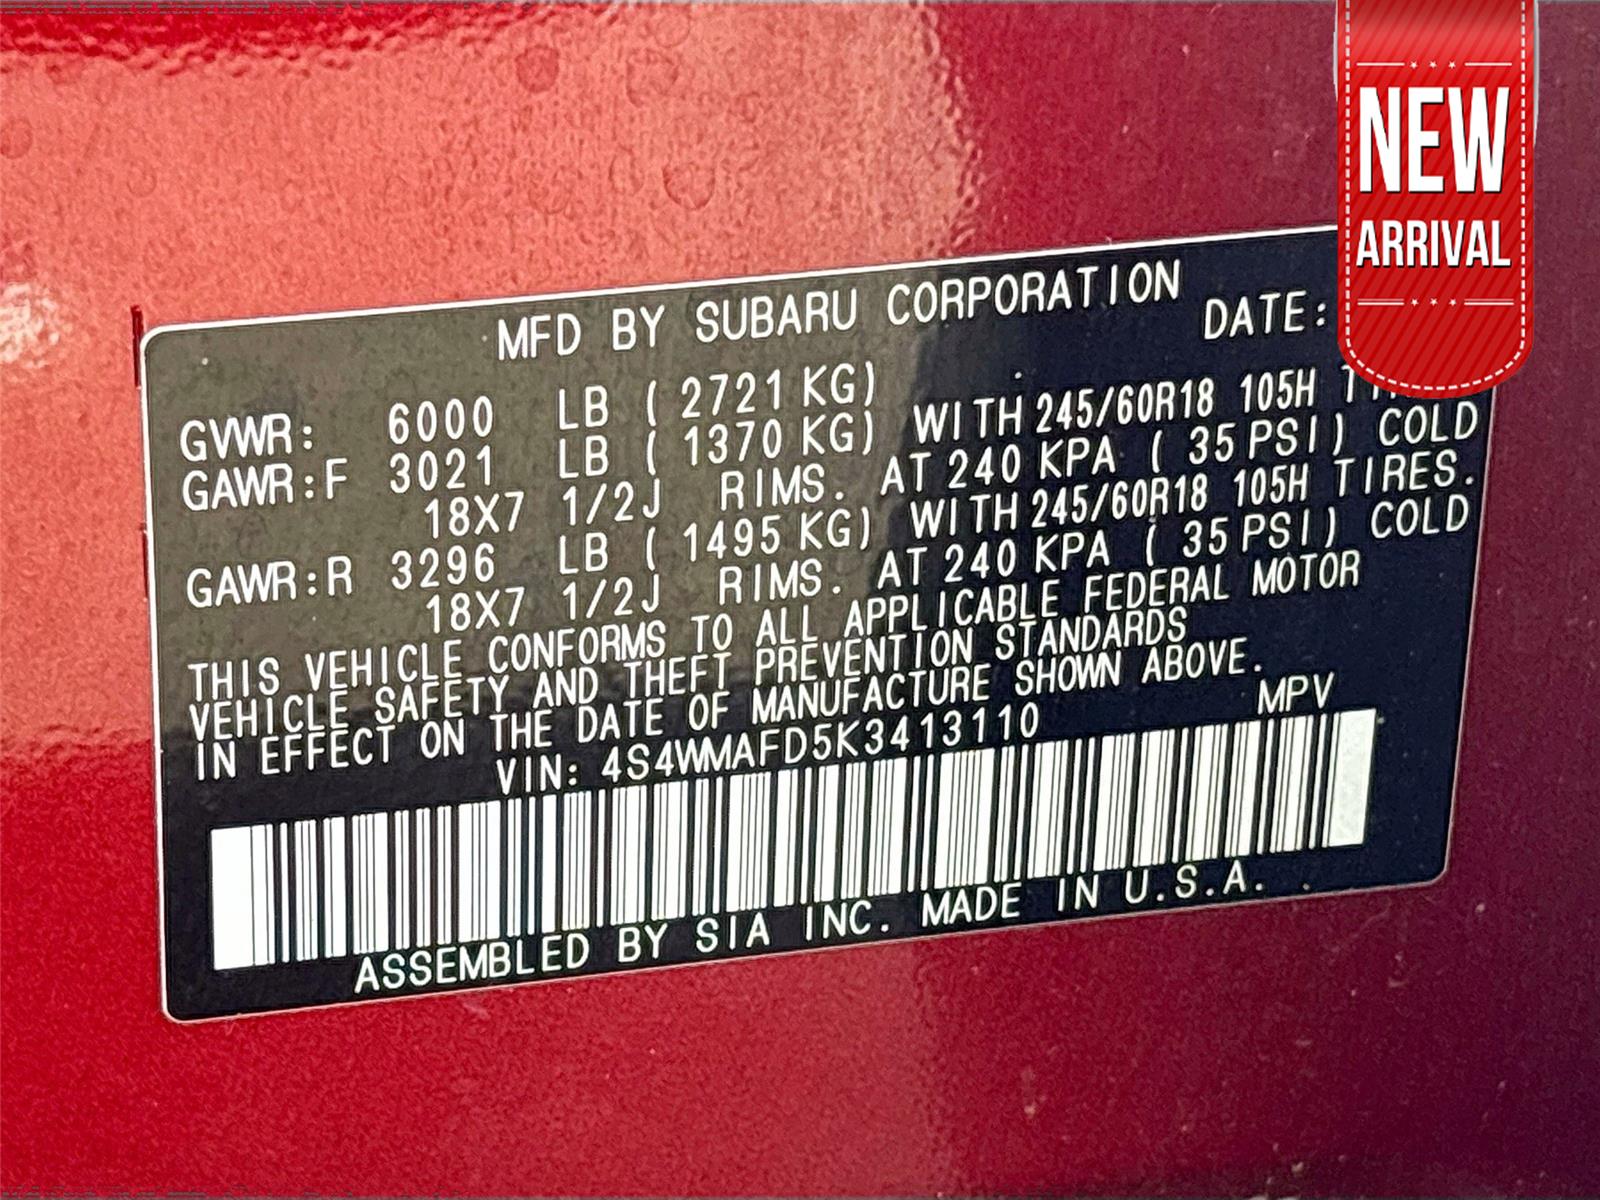 NEW
ARRIVAL
MFD BY SUBARU CORPORATION
DATE:
GVWR: 6000 LB ( 2721 KG)
GAWR:F 3021 LB ( 1370 KG) WITH 245/60R18 105H
18X7 1/2J RIMS. AT 240 KPA ( 35 PSI) COLD
GAWR:R 3296 LB ( 1495 KG) WITH 245/60R18 105H TIRES.
18X7 1/2J RIMS. AT 240 KPA ( 35 PSI) COLD
THIS VEHICLE CONFORMS TO ALL APPLICABLE FEDERAL MOTOR
VEHICLE SAFETY AND THEFT PREVENTION STANDARDS
IN EFFECT ON THE DATE OF MANUFACTURE SHOWN ABOVE.
VIN: 4S4WMAFD5K3413110 MPV
ASSEMBLED BY SIA INC. MADE IN U.S.A.